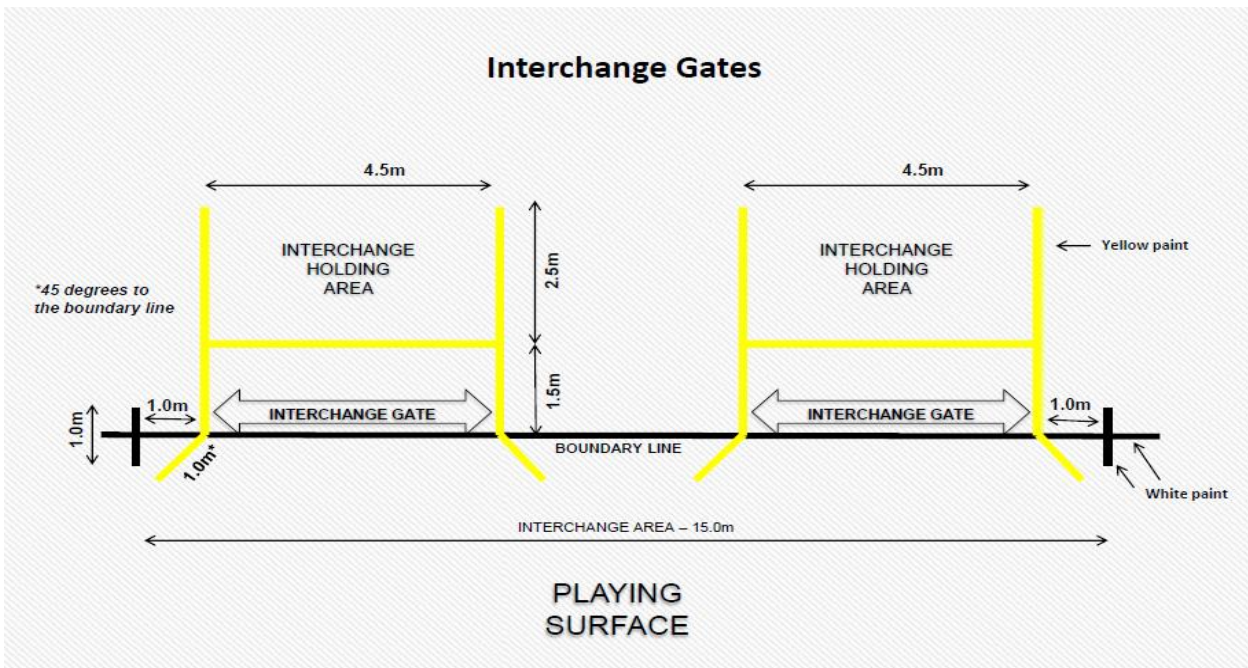 Interchange Gates
4.5m
4.5m
INTERCHANGE
HOLDING
AREA
2.5m
INTERCHANGE
HOLDING
AREA
Yellow paint
*45 degrees to
the boundary line
1.5m
1.0m
1.0m
INTERCHANGE GATE
INTERCHANGE GATE
1.0m
1.0m*
BOUNDARY LINE
White paint
INTERCHANGE AREA – 15.0m
PLAYING
SURFACE